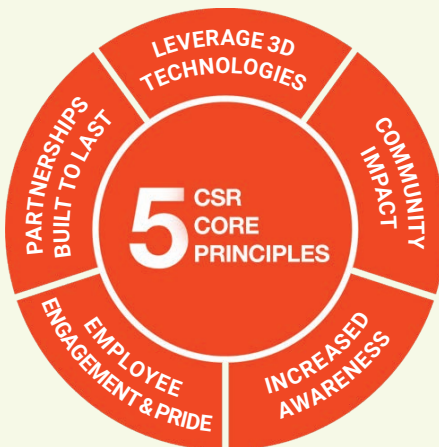 5 CSR
CORE
PRINCIPLES
LEVERAGE 3D
TECHNOLOGIES
COMMUNITY
IMPACT
INCREASED
AWARENESS
EMPLOYEE
ENGAGEMENT & PRIDE
PARTNERSHIPS
BUILT TO LAST